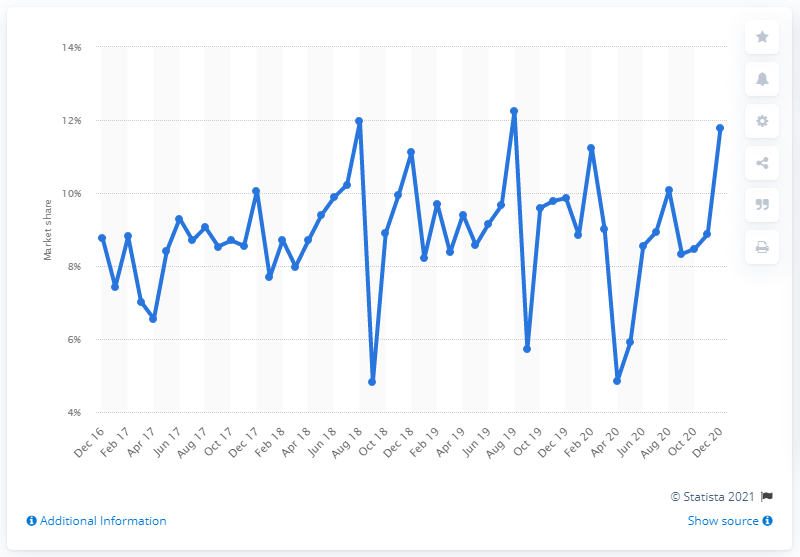 14%
12%
10%
8%
6%
4%
Market share
Dec 16
Feb 17
Apr 17
Jun 17
Aug 17
Oct 17
Dec 17
Feb 18
Apr 18
Jun 18
Aug 18
Oct 18
Dec 18
Feb 19
Apr 19
Jun 19
Aug 19
Oct 19
Dec 19
Feb 20
Apr 20
Jun 20
Aug 20
Oct 20
Dec 20
© Statista 2021
Additional Information
Show source